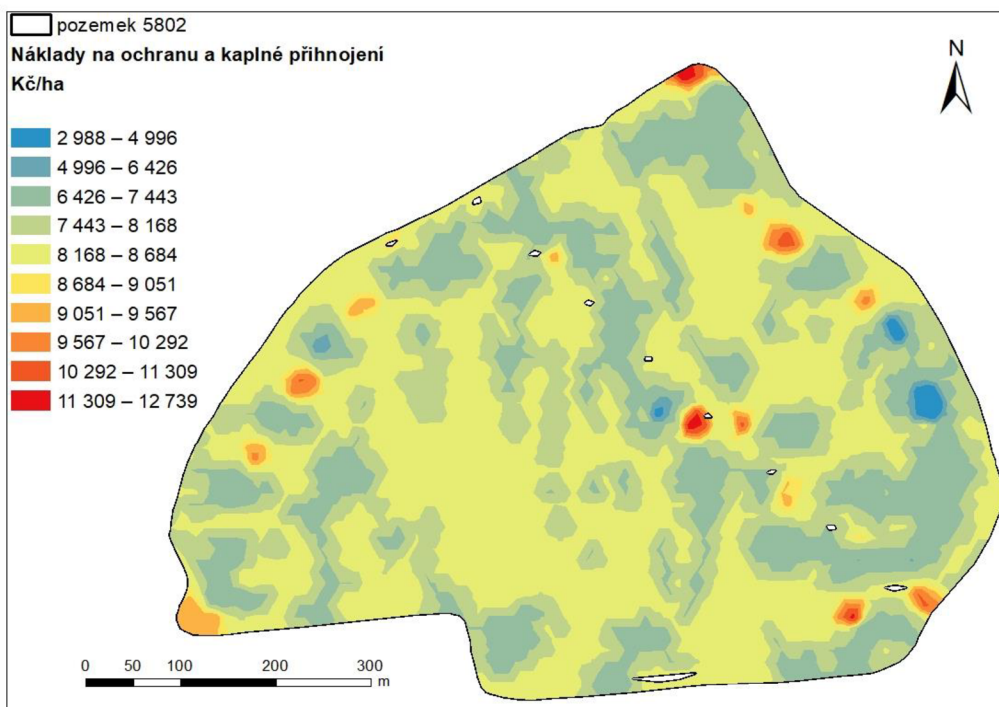 pozemek 5802
Náklady na ochranu a kaplné přihnojení
Kč/ha
N
2 988 – 4 996
4 996 – 6 426
6 426 – 7 443
7 443 – 8 168
8 168 – 8 684
8 684 – 9 051
9 051 – 9 567
9 567 – 10 292
10 292 – 11 309
11 309 – 12 739
0 50 100 200 300
m